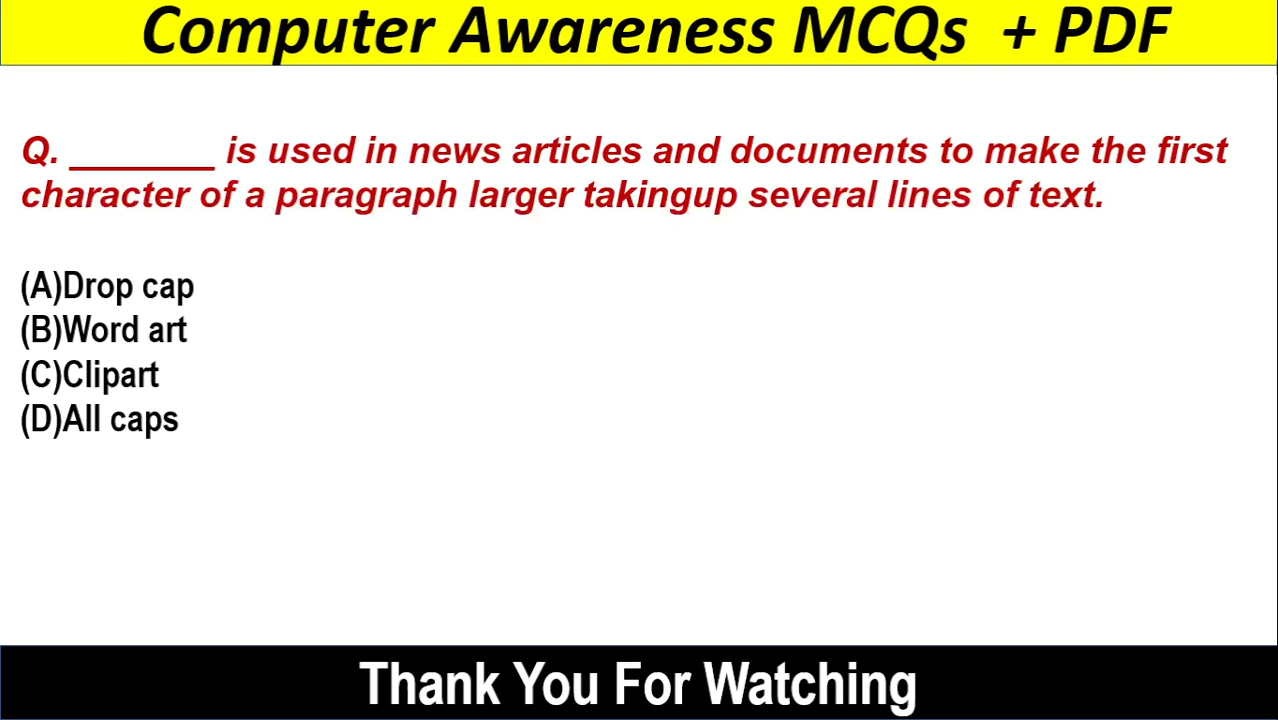 Computer Awareness MCQs + PDF
Q. _______ is used in news articles and documents to make the first
character of a paragraph larger takingup several lines of text.
(A)Drop cap
(B)Word art
(C)Clipart
(D)All caps
Thank You For Watching